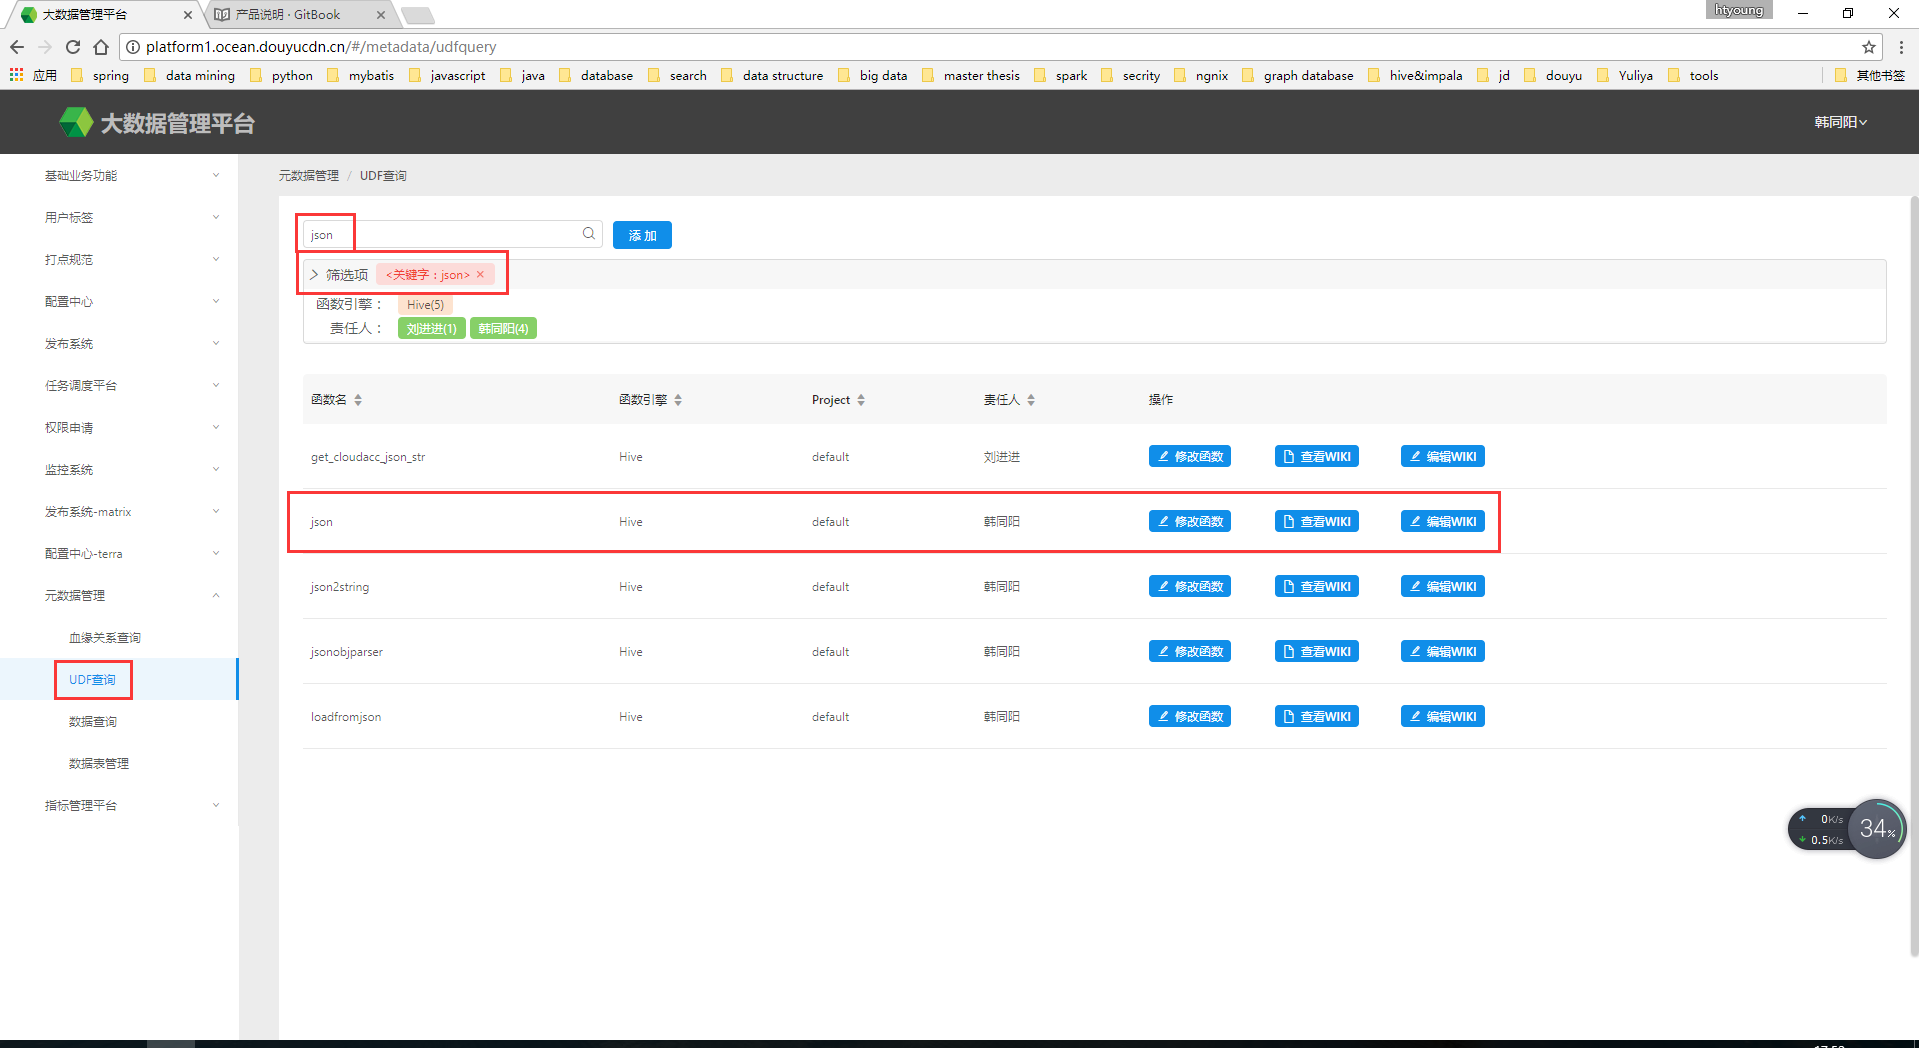 大数据管理平台
产品说明 · GitBook
htyoung
platform1.ocean.douyucdn.cn/#/metadata/udfquery
应用 spring data mining python mybatis javascript java database search data structure big data master thesis spark secrity ngnix graph database hive&impala jd douyu Yuliya tools 其他书签
大数据管理平台
韩同阳
基础业务功能
用户标签
打点规范
配置中心
发布系统
任务调度平台
权限申请
监控系统
发布系统-matrix
配置中心-terra
元数据管理
血缘关系查询
UDF查询
数据查询
数据表管理
指标管理平台
元数据管理 / UDF查询
json
添 加
筛选项 <关键字：json> ×
函数引擎： Hive(5)
责任人： 刘进进(1) 韩同阳(4)
函数名 函数引擎 Project 责任人 操作
get_cloudacc_json_str Hive default 刘进进 修改函数 查看WIKI 编辑WIKI
json Hive default 韩同阳 修改函数 查看WIKI 编辑WIKI
json2string Hive default 韩同阳 修改函数 查看WIKI 编辑WIKI
jsonobjparser Hive default 韩同阳 修改函数 查看WIKI 编辑WIKI
loadfromjson Hive default 韩同阳 修改函数 查看WIKI 编辑WIKI
0K/s
0.5K/s
34%